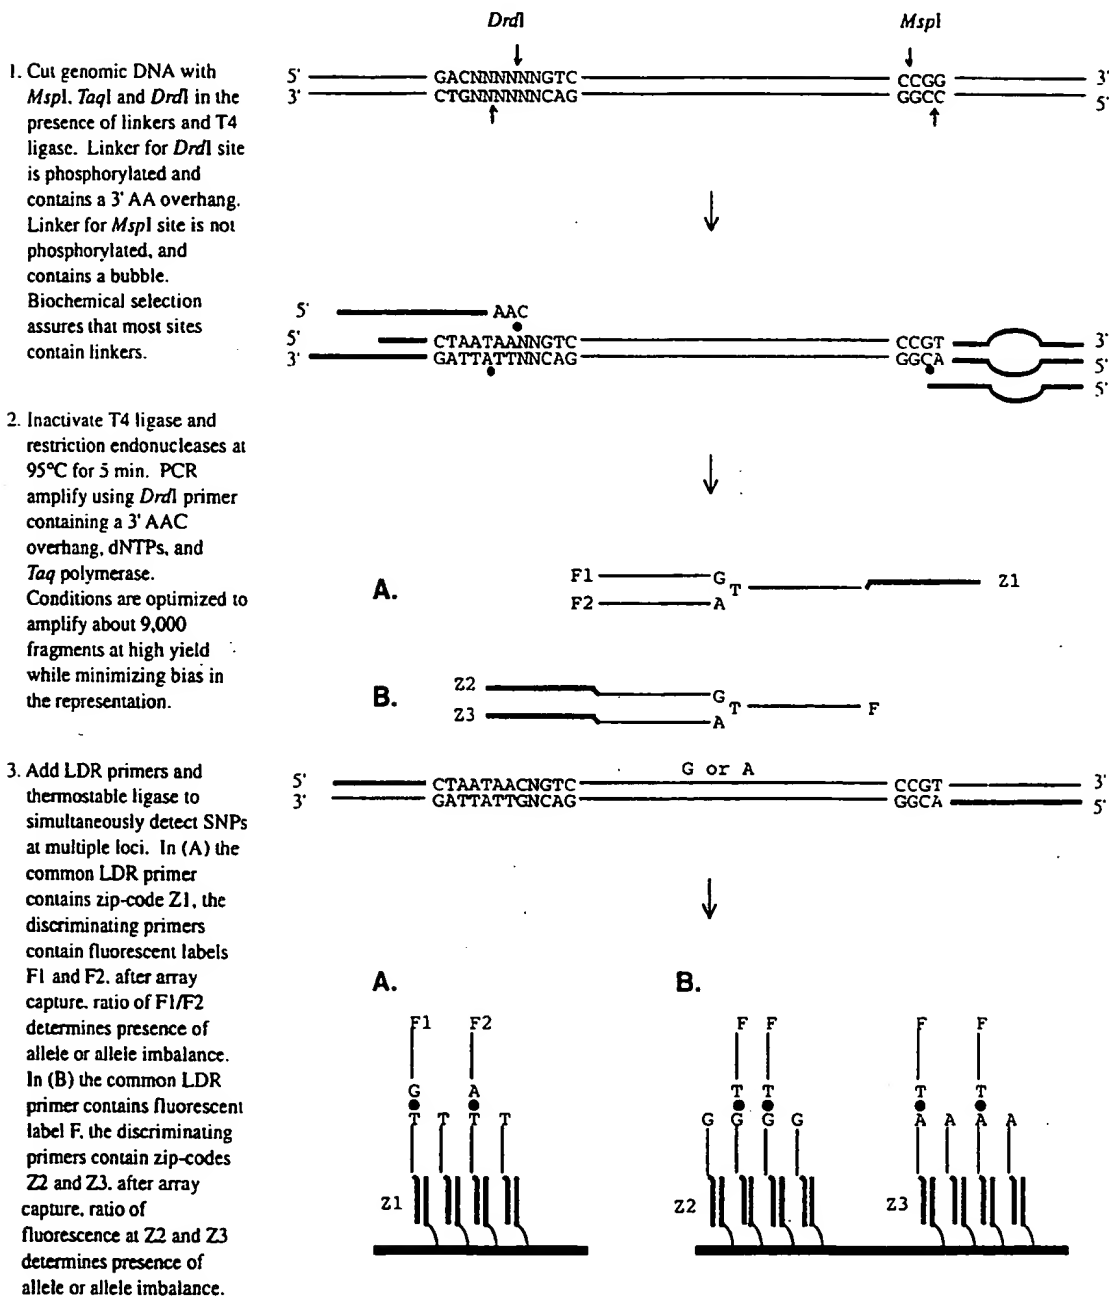 DrdI
MspI
1. Cut genomic DNA with
MspI, TaqI and DrdI in the
presence of linkers and T4
ligase. Linker for DrdI site
is phosphorylated and
contains a 3' AA overhang.
Linker for MspI site is not
phosphorylated, and
contains a bubble.
Biochemical selection
assures that most sites
contain linkers.
5' GACNNNNNNGTC CCGG 3'
3' CTGNNNNNNCAG GGCC 5'
5' AAC
5' CTAATAANNGTC CCGT 3'
3' GATTATTNNCAG GGCA 5'
5'
2. Inactivate T4 ligase and
restriction endonucleases at
95°C for 5 min. PCR
amplify using DrdI primer
containing a 3' AAC
overhang, dNTPs, and
Taq polymerase.
Conditions are optimized to
amplify about 9,000
fragments at high yield
while minimizing bias in
the representation.
A.
F1 G T Z1
F2 A
B.
Z2 G T F
Z3 A
3. Add LDR primers and
thermostable ligase to
simultaneously detect SNPs
at multiple loci. In (A) the
common LDR primer
contains zip-code Z1, the
discriminating primers
contain fluorescent labels
F1 and F2. after array
capture. ratio of F1/F2
determines presence of
allele or allele imbalance.
In (B) the common LDR
primer contains fluorescent
label F. the discriminating
primers contain zip-codes
Z2 and Z3. after array
capture, ratio of
fluorescence at Z2 and Z3
determines presence of
allele or allele imbalance.
G or A
5' CTAATAACNGTC CCGT 3'
3' GATTATTGNCAG GGCA 5'
A.
F1 F2
G A
T T T T
Z1
B.
F F F F
T T T T
G G G G A A A A
Z2 Z3